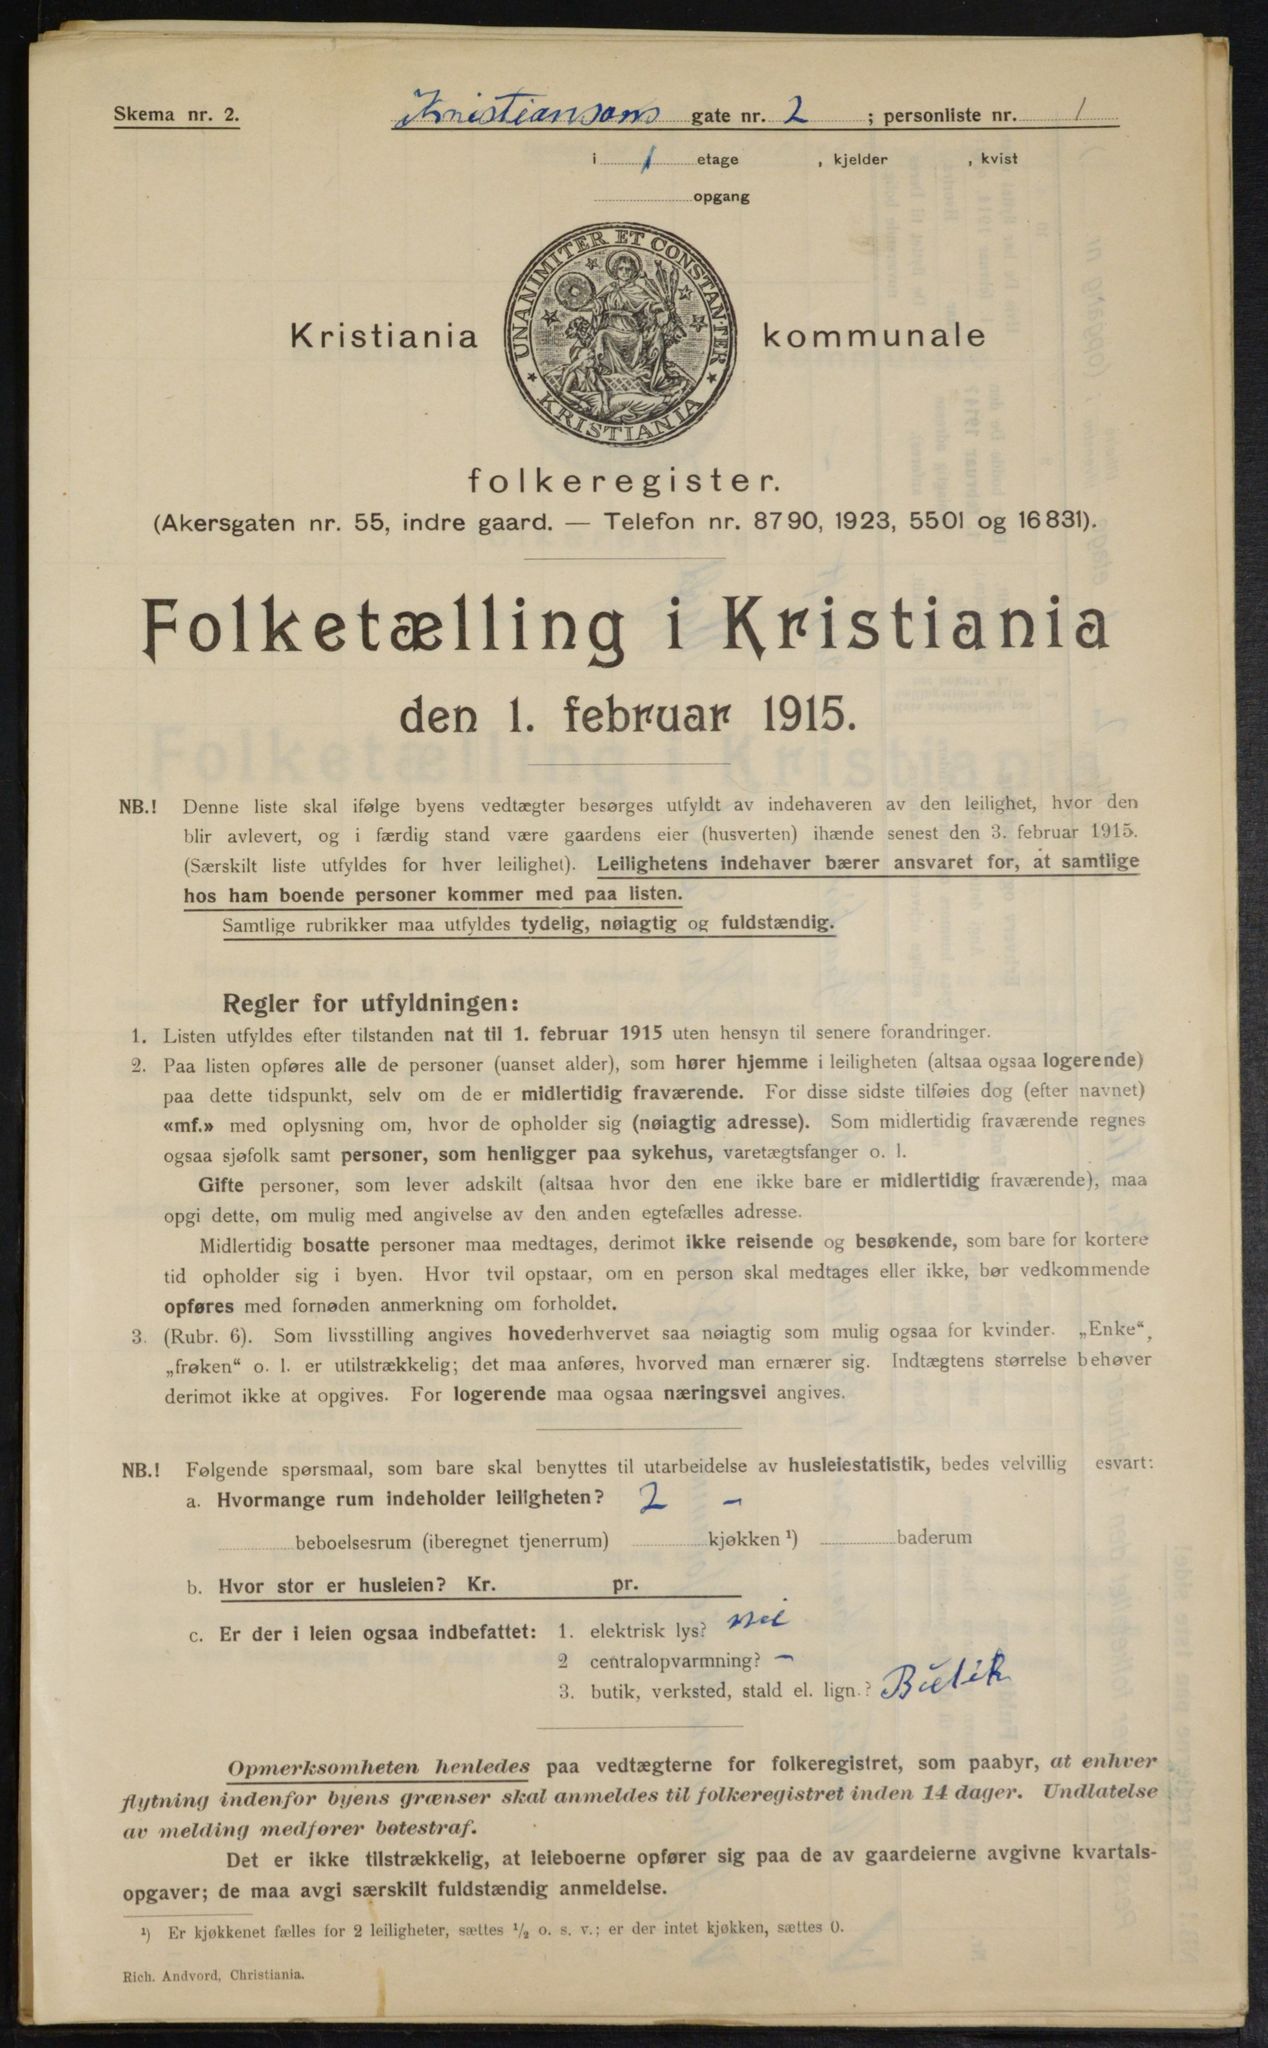 Skema nr. 2.
Kristiansans gate nr. 2 ; personliste nr. 1
i 1 etage , kjelder , kvist
opgang
UNANIMITER ET CONSTANTER
KRISTIANIA
Kristiania kommunale
folkeregister.
(Akersgaten nr. 55, indre gaard. — Telefon nr. 8790, 1923, 5501 og 16831).
Folketælling i Kristiania
den 1. februar 1915.
NB.! Denne liste skal ifølge byens vedtægter besørges utfyldt av indehaveren av den leilighet, hvor den
blir avlevert, og i færdig stand være gaardens eier (husverten) ihænde senest den 3. februar 1915.
(Særskilt liste utfyldes for hver leilighet). Leilighetens indehaver bærer ansvaret for, at samtlige
hos ham boende personer kommer med paa listen.
Samtlige rubrikker maa utfyldes tydelig, nøiagtig og fuldstændig.
Regler for utfyldningen:
1. Listen utfyldes efter tilstanden nat til 1. februar 1915 uten hensyn til senere forandringer.
2. Paa listen opføres alle de personer (uanset alder), som hører hjemme i leiligheten (altsaa ogsaa logerende)
paa dette tidspunkt, selv om de er midlertidig fraværende. For disse sidste tilføies dog (efter navnet)
«mf.» med oplysning om, hvor de opholder sig (nøiagtig adresse). Som midlertidig fraværende regnes
ogsaa sjøfolk samt personer, som henligger paa sykehus, varetægtsfanger o. l.
Gifte personer, som lever adskilt (altsaa hvor den ene ikke bare er midlertidig fraværende), maa
opgi dette, om mulig med angivelse av den anden egtefælles adresse.
Midlertidig bosatte personer maa medtages, derimot ikke reisende og besøkende, som bare for kortere
tid opholder sig i byen. Hvor tvil opstaar, om en person skal medtages eller ikke, bør vedkommende
opføres med fornøden anmerkning om forholdet.
3. (Rubr. 6). Som livsstilling angives hovederhvervet saa nøiagtig som mulig ogsaa for kvinder. „Enke“,
„frøken“ o. l. er utilstrækkelig; det maa anføres, hvorved man ernærer sig. Indtægtens størrelse behøver
derimot ikke at opgives. For logerende maa ogsaa næringsvei angives.
NB.! Følgende spørsmaal, som bare skal benyttes til utarbeidelse av husleiestatistik, bedes velvillig esvart:
a. Hvormange rum indeholder leiligheten? 2 –
beboelsesrum (iberegnet tjenerrum) kjøkken ¹) baderum
b. Hvor stor er husleien? Kr. pr.
c. Er der i leien ogsaa indbefattet: 1. elektrisk lys? nei
2 centralopvarmning? –
3. butik, verksted, stald el. lign.? Butik
Opmerksomheten henledes paa vedtægterne for folkeregistret, som paabyr, at enhver
flytning indenfor byens grænser skal anmeldes til folkeregistret inden 14 dager. Undlatelse
av melding medfører bøtestraf.
Det er ikke tilstrækkelig, at leieboerne opfører sig paa de av gaardeierne avgivne kvartals-
opgaver; de maa avgi særskilt fuldstændig anmeldelse.
¹) Er kjøkkenet fælles for 2 leiligheter, sættes ½ o. s. v.; er der intet kjøkken, sættes 0.
Rich. Andvord, Christiania.